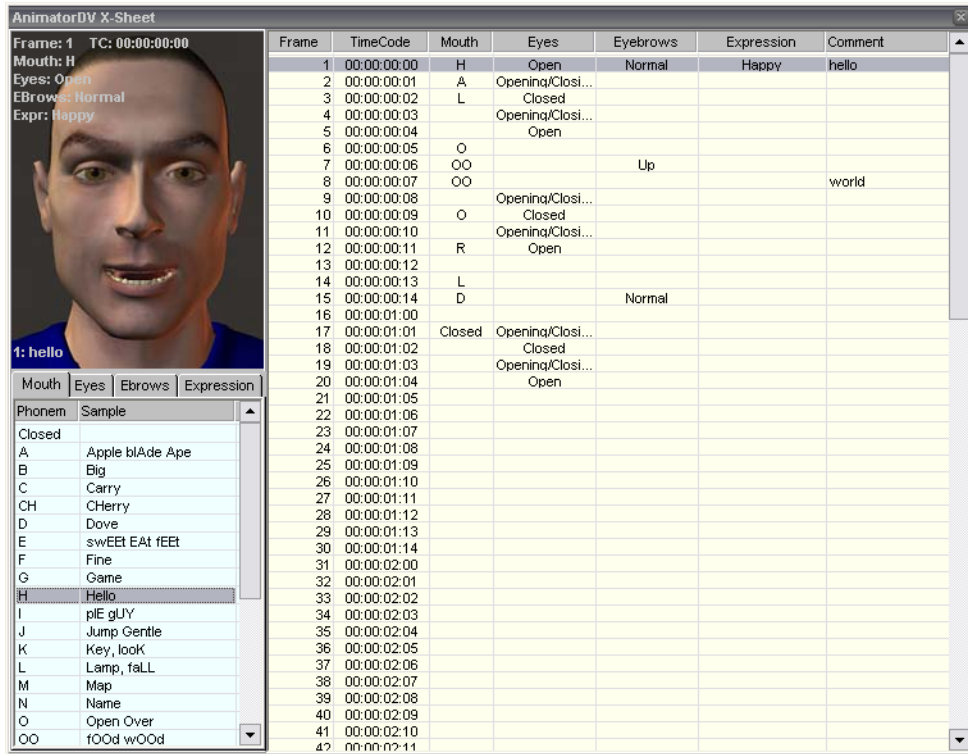 AnimatorDV X-Sheet
Frame: 1 TC: 00:00:00:00
Mouth: H
Eyes: Open
EBrows: Normal
Expr: Happy
1: hello
Mouth Eyes Ebrows Expression
Phonem Sample
Closed
A Apple blAde Ape
B Big
C Carry
CH CHerry
D Dove
E swEEt EAt fEEt
F Fine
G Game
H Hello
I pIE gUY
J Jump Gentle
K Key, looK
L Lamp, faLL
M Map
N Name
O Open Over
OO fOOd wOOd
Frame TimeCode Mouth Eyes Eyebrows Expression Comment
1 00:00:00:00 H Open Normal Happy hello
2 00:00:00:01 A Opening/Closi...
3 00:00:00:02 L Closed
4 00:00:00:03 Opening/Closi...
5 00:00:00:04 Open
6 00:00:00:05 O
7 00:00:00:06 OO Up
8 00:00:00:07 OO world
9 00:00:00:08 Opening/Closi...
10 00:00:00:09 O Closed
11 00:00:00:10 Opening/Closi...
12 00:00:00:11 R Open
13 00:00:00:12
14 00:00:00:13 L
15 00:00:00:14 D Normal
16 00:00:01:00
17 00:00:01:01 Closed Opening/Closi...
18 00:00:01:02 Closed
19 00:00:01:03 Opening/Closi...
20 00:00:01:04 Open
21 00:00:01:05
22 00:00:01:06
23 00:00:01:07
24 00:00:01:08
25 00:00:01:09
26 00:00:01:10
27 00:00:01:11
28 00:00:01:12
29 00:00:01:13
30 00:00:01:14
31 00:00:02:00
32 00:00:02:01
33 00:00:02:02
34 00:00:02:03
35 00:00:02:04
36 00:00:02:05
37 00:00:02:06
38 00:00:02:07
39 00:00:02:08
40 00:00:02:09
41 00:00:02:10
42 00:00:02:11